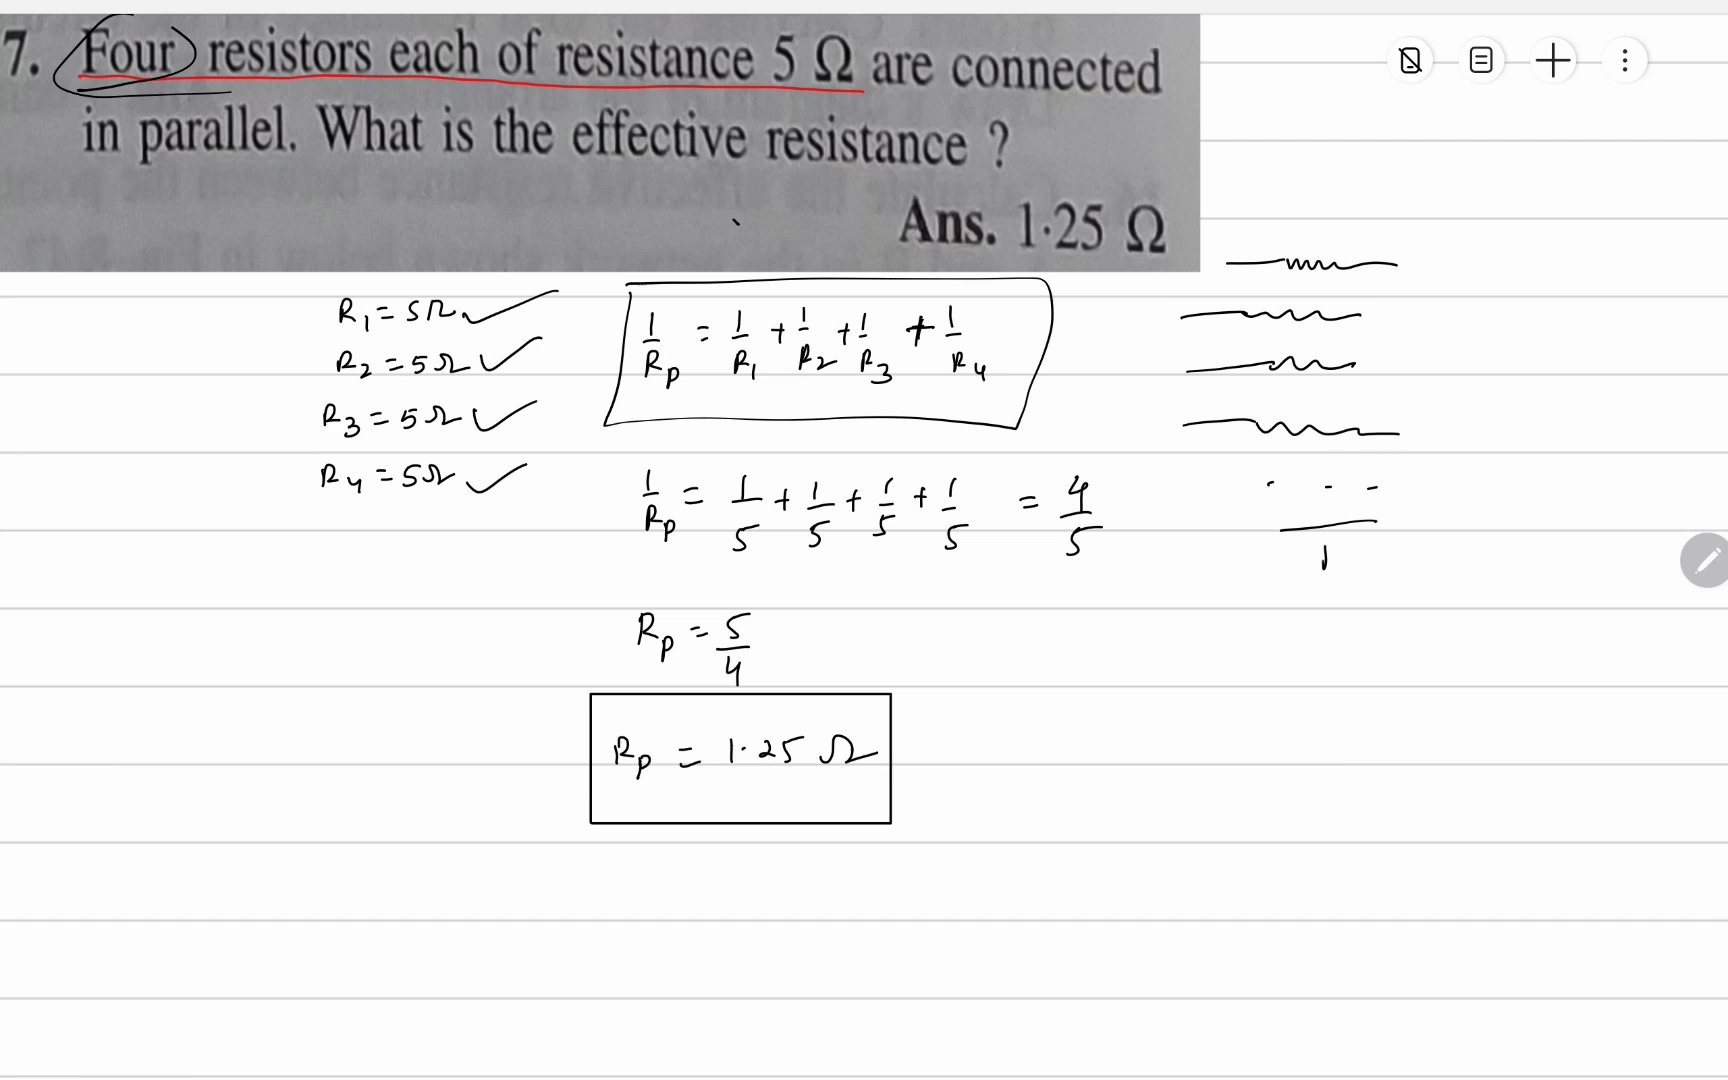 7. Four resistors each of resistance 5 Ω are connected
in parallel. What is the effective resistance ?
Ans. 1·25 Ω
R₁ = 5Ω
R₂ = 5Ω
R₃ = 5Ω
R₄ = 5Ω
1/Rp = 1/R₁ + 1/R₂ + 1/R₃ + 1/R₄
1/Rp = 1/5 + 1/5 + 1/5 + 1/5 = 4/5
Rp = 5/4
Rp = 1.25 Ω